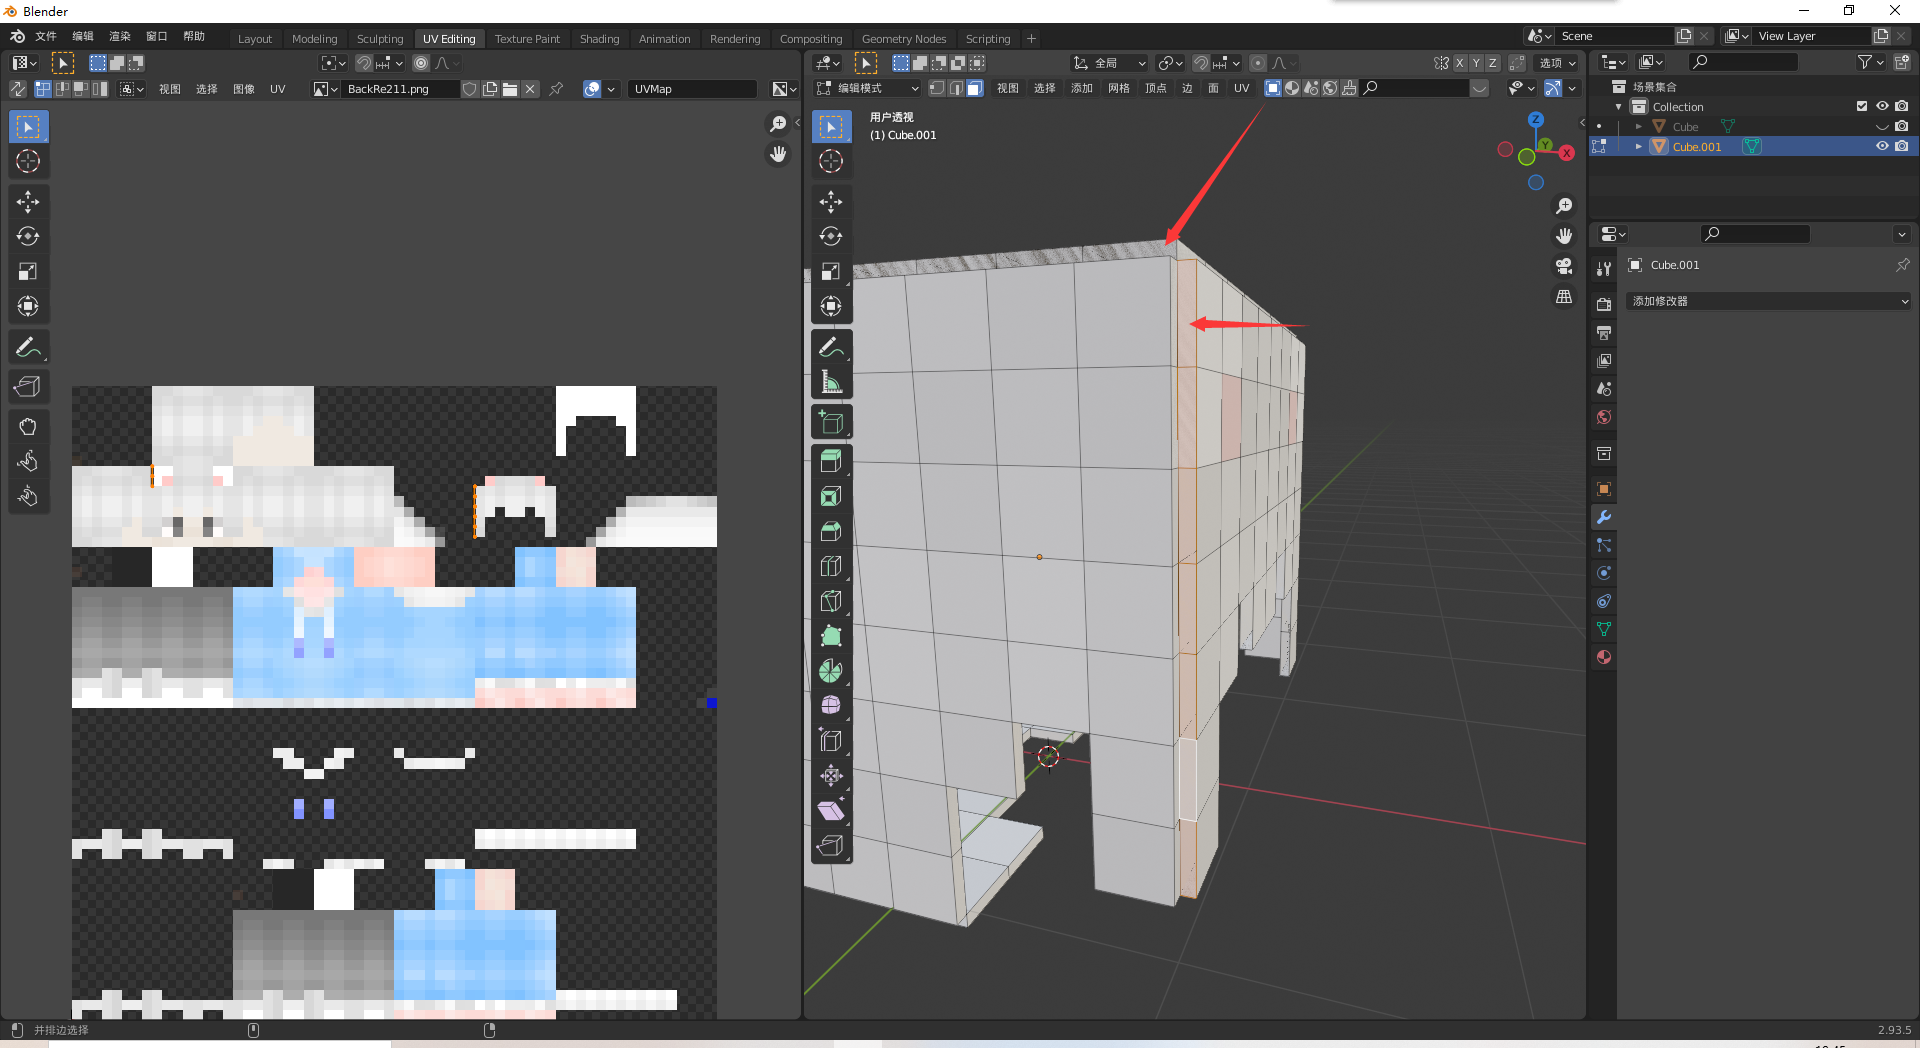 Blender
文件 编辑 渲染 窗口 帮助 Layout Modeling Sculpting UV Editing Texture Paint Shading Animation Rendering Compositing Geometry Nodes Scripting + Scene View Layer
全局 X Y Z 选项
视图 选择 图像 UV BackRe211.png UVMap 编辑模式 视图 选择 添加 网格 顶点 边 面 UV
场景集合
Collection
Cube
Cube.001
用户透视
(1) Cube.001
Z
Y
X
Cube.001
添加修改器
并排边选择
2.93.5